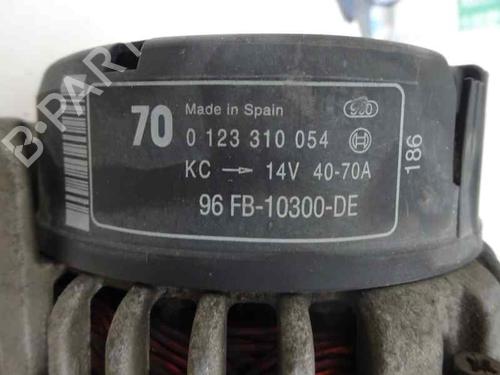 70 Made in Spain
0 123 310 054
KC → 14V 40-70A
96 FB-10300-DE
186
B-PARTS